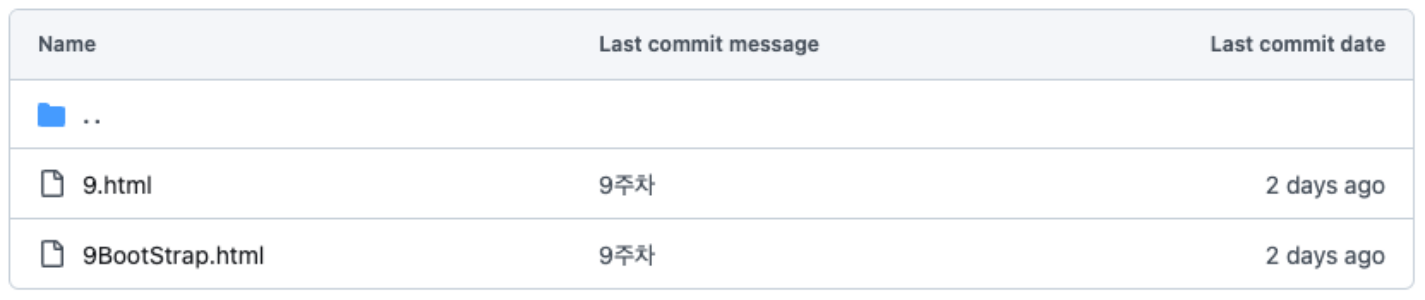 Name Last commit message Last commit date
..
9.html 9주차 2 days ago
9BootStrap.html 9주차 2 days ago